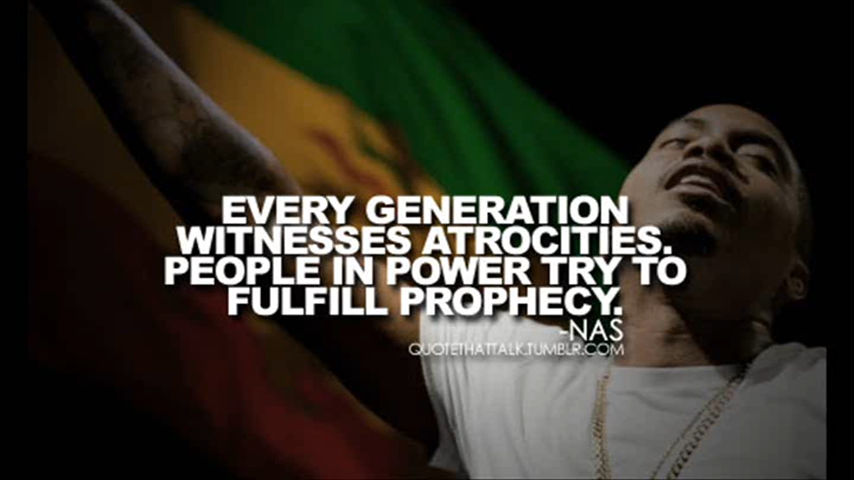 EVERY GENERATION
WITNESSES ATROCITIES.
PEOPLE IN POWER TRY TO
FULFILL PROPHECY.
-NAS
QUOTETHATTALK.TUMBLR.COM